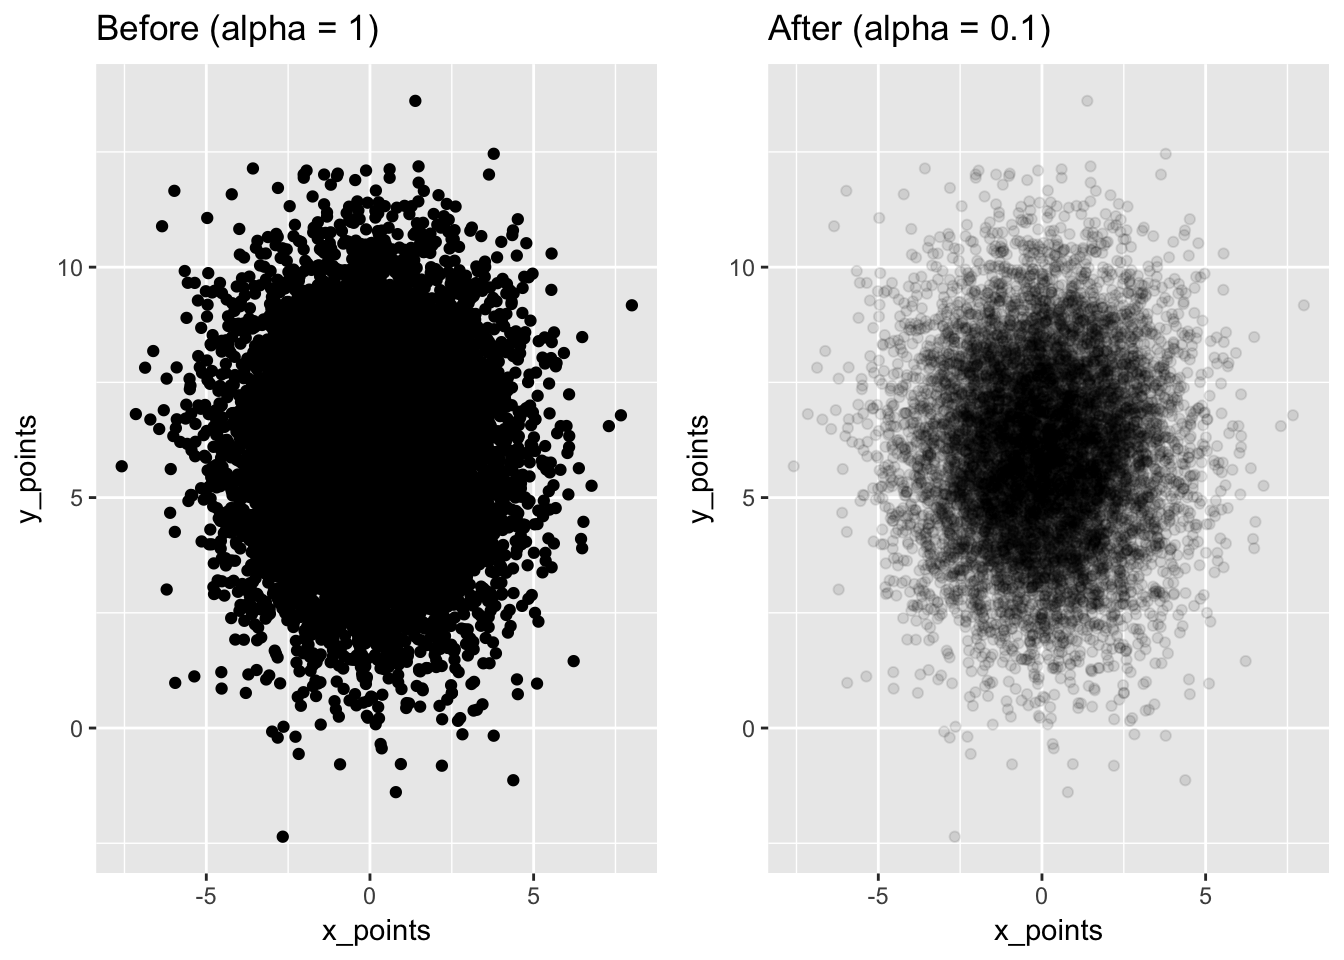 Before (alpha = 1)
y_points
10
5
0
-5
0
5
x_points
After (alpha = 0.1)
y_points
10
5
0
-5
0
5
x_points